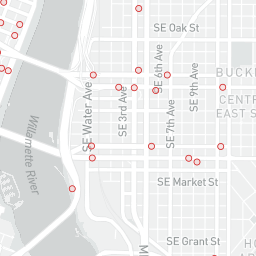 SE Oak St
SE 6th Ave
BUCK
SE 9th Ave
CENT
EAST S
SE 3rd Ave
SE Water Ave
SE 7th Ave
Willamette River
SE Market St
SE Grant St
M
H